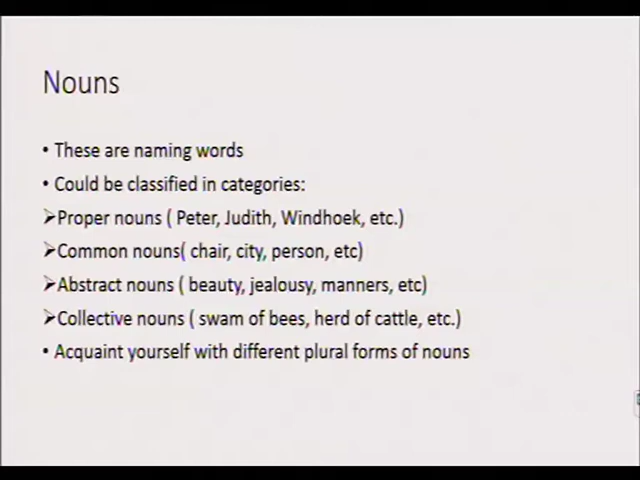 Nouns
• These are naming words
• Could be classified in categories:
➢Proper nouns ( Peter, Judith, Windhoek, etc.)
➢Common nouns( chair, city, person, etc)
➢Abstract nouns ( beauty, jealousy, manners, etc)
➢Collective nouns ( swam of bees, herd of cattle, etc.)
• Acquaint yourself with different plural forms of nouns